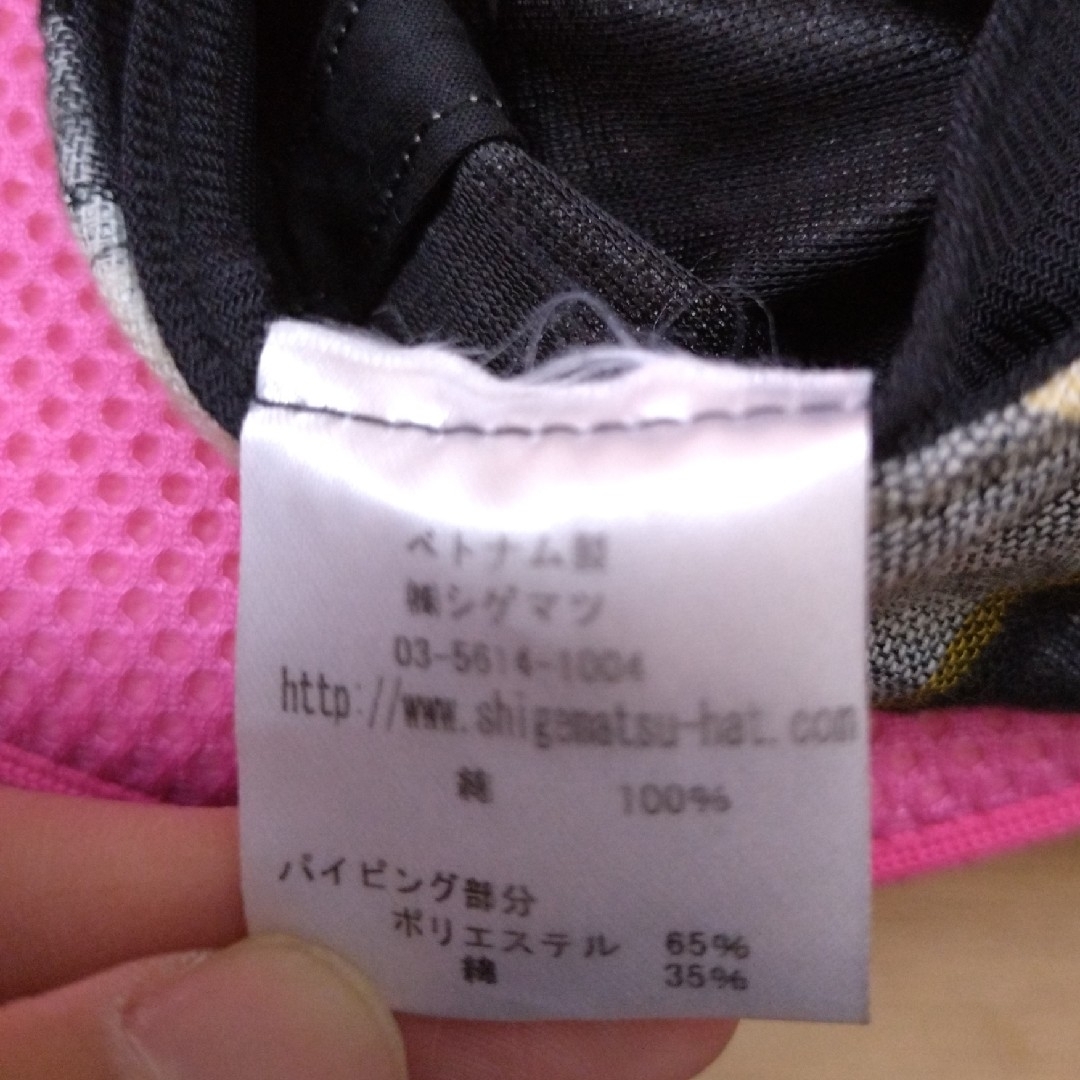 ベトナム製
㈱シゲマツ
03-5614-1004
http://www.shigematsu-hat.com
綿 100%
パイピング部分
ポリエステル 65%
綿 35%